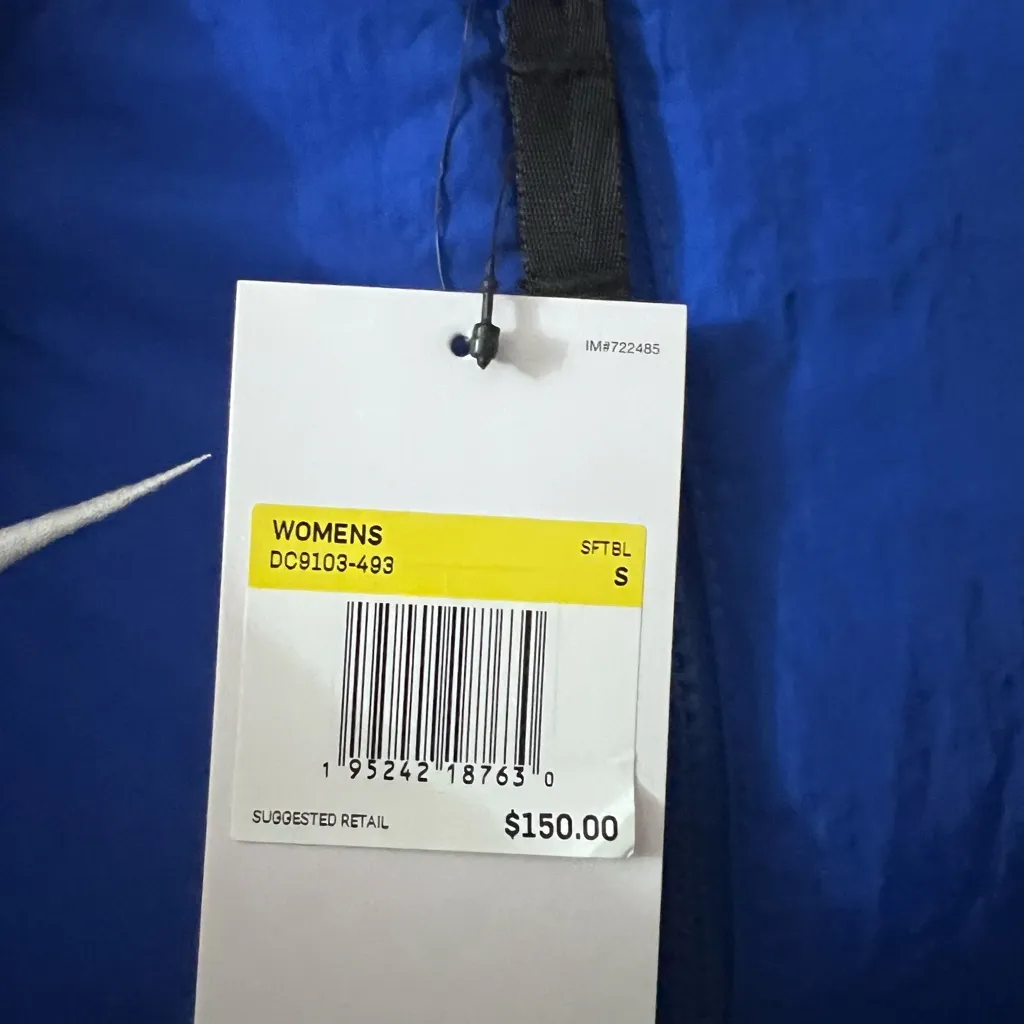 IM#722485
WOMENS
DC9103-493
SFTBL
S
1 95242 18763 0
SUGGESTED RETAIL
$150.00